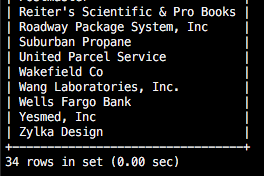 | Reiter's Scientific & Pro Books |
| Roadway Package System, Inc |
| Suburban Propane |
| United Parcel Service |
| Wakefield Co |
| Wang Laboratories, Inc. |
| Wells Fargo Bank |
| Yesmed, Inc |
| Zylka Design |
+---------------------------------+
34 rows in set (0.00 sec)